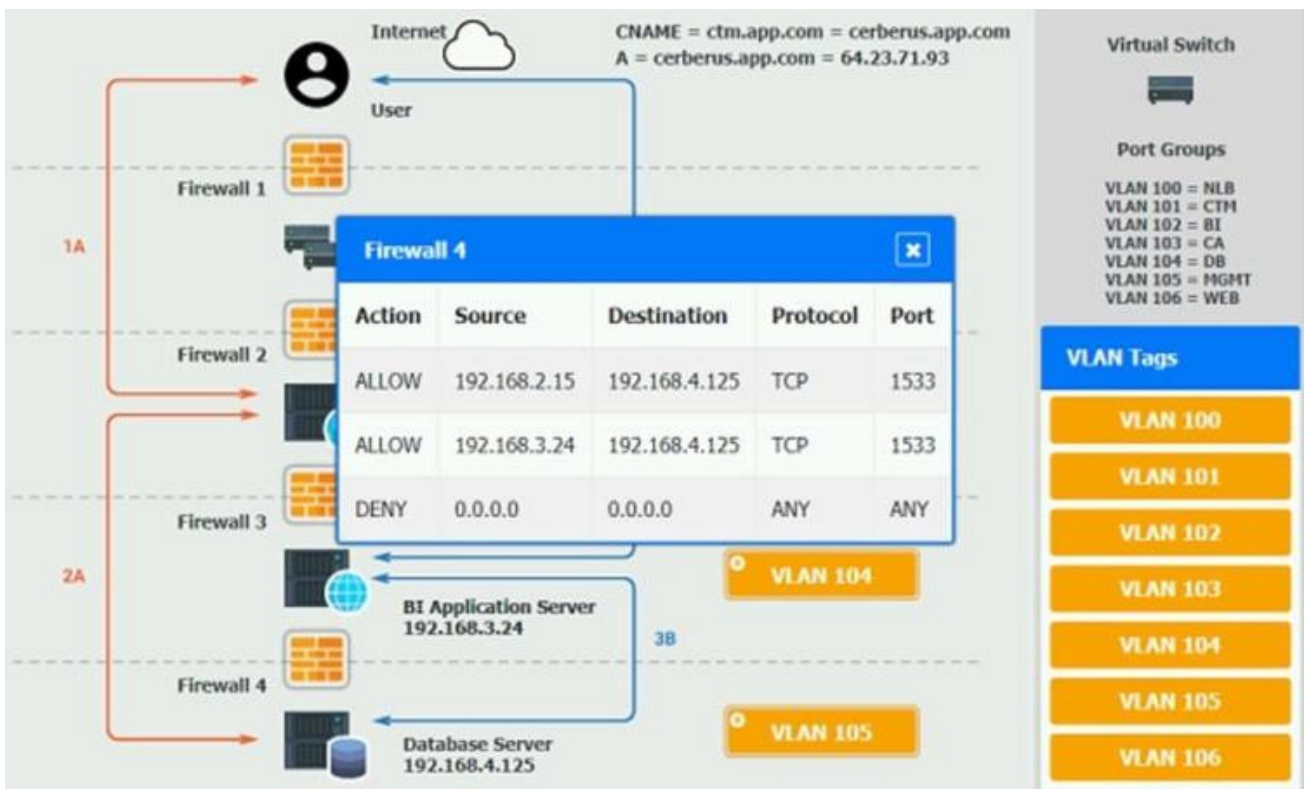 Internet
CNAME = ctm.app.com = cerberus.app.com
A = cerberus.app.com = 64.23.71.93
User
Firewall 1
1A
Firewall 2
Firewall 3
2A
BI Application Server
192.168.3.24
3B
Firewall 4
Database Server
192.168.4.125
VLAN 104
VLAN 105
Firewall 4
Action Source Destination Protocol Port
ALLOW 192.168.2.15 192.168.4.125 TCP 1533
ALLOW 192.168.3.24 192.168.4.125 TCP 1533
DENY 0.0.0.0 0.0.0.0 ANY ANY
Virtual Switch
Port Groups
VLAN 100 = NLB
VLAN 101 = CTM
VLAN 102 = BI
VLAN 103 = CA
VLAN 104 = DB
VLAN 105 = MGMT
VLAN 106 = WEB
VLAN Tags
VLAN 100
VLAN 101
VLAN 102
VLAN 103
VLAN 104
VLAN 105
VLAN 106